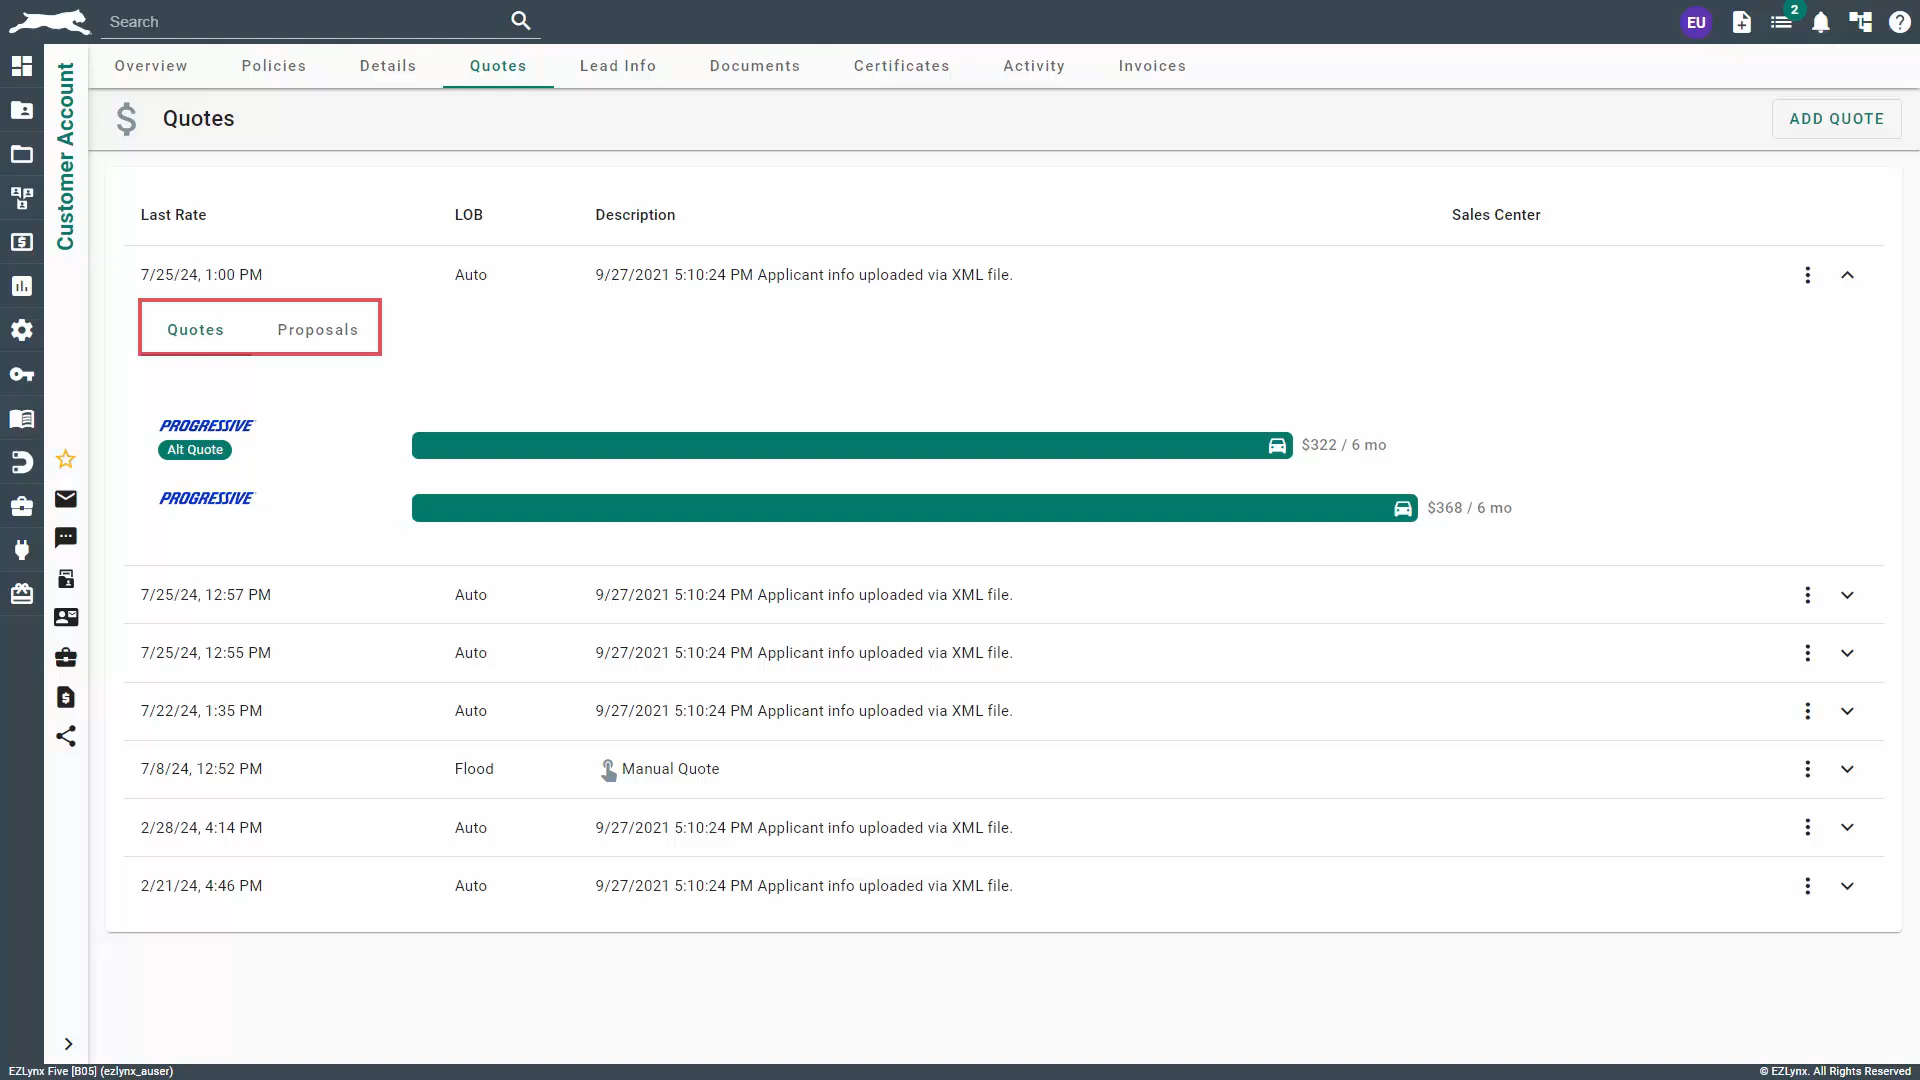 Search
EU
2
Customer Account
Overview Policies Details Quotes Lead Info Documents Certificates Activity Invoices
Quotes
ADD QUOTE
Last Rate LOB Description Sales Center
7/25/24, 1:00 PM Auto 9/27/2021 5:10:24 PM Applicant info uploaded via XML file.
Quotes Proposals
PROGRESSIVE
Alt Quote
$322 / 6 mo
PROGRESSIVE
$368 / 6 mo
7/25/24, 12:57 PM Auto 9/27/2021 5:10:24 PM Applicant info uploaded via XML file.
7/25/24, 12:55 PM Auto 9/27/2021 5:10:24 PM Applicant info uploaded via XML file.
7/22/24, 1:35 PM Auto 9/27/2021 5:10:24 PM Applicant info uploaded via XML file.
7/8/24, 12:52 PM Flood Manual Quote
2/28/24, 4:14 PM Auto 9/27/2021 5:10:24 PM Applicant info uploaded via XML file.
2/21/24, 4:46 PM Auto 9/27/2021 5:10:24 PM Applicant info uploaded via XML file.
EZLynx Five [B05] (ezlynx_auser) © EZLynx. All Rights Reserved